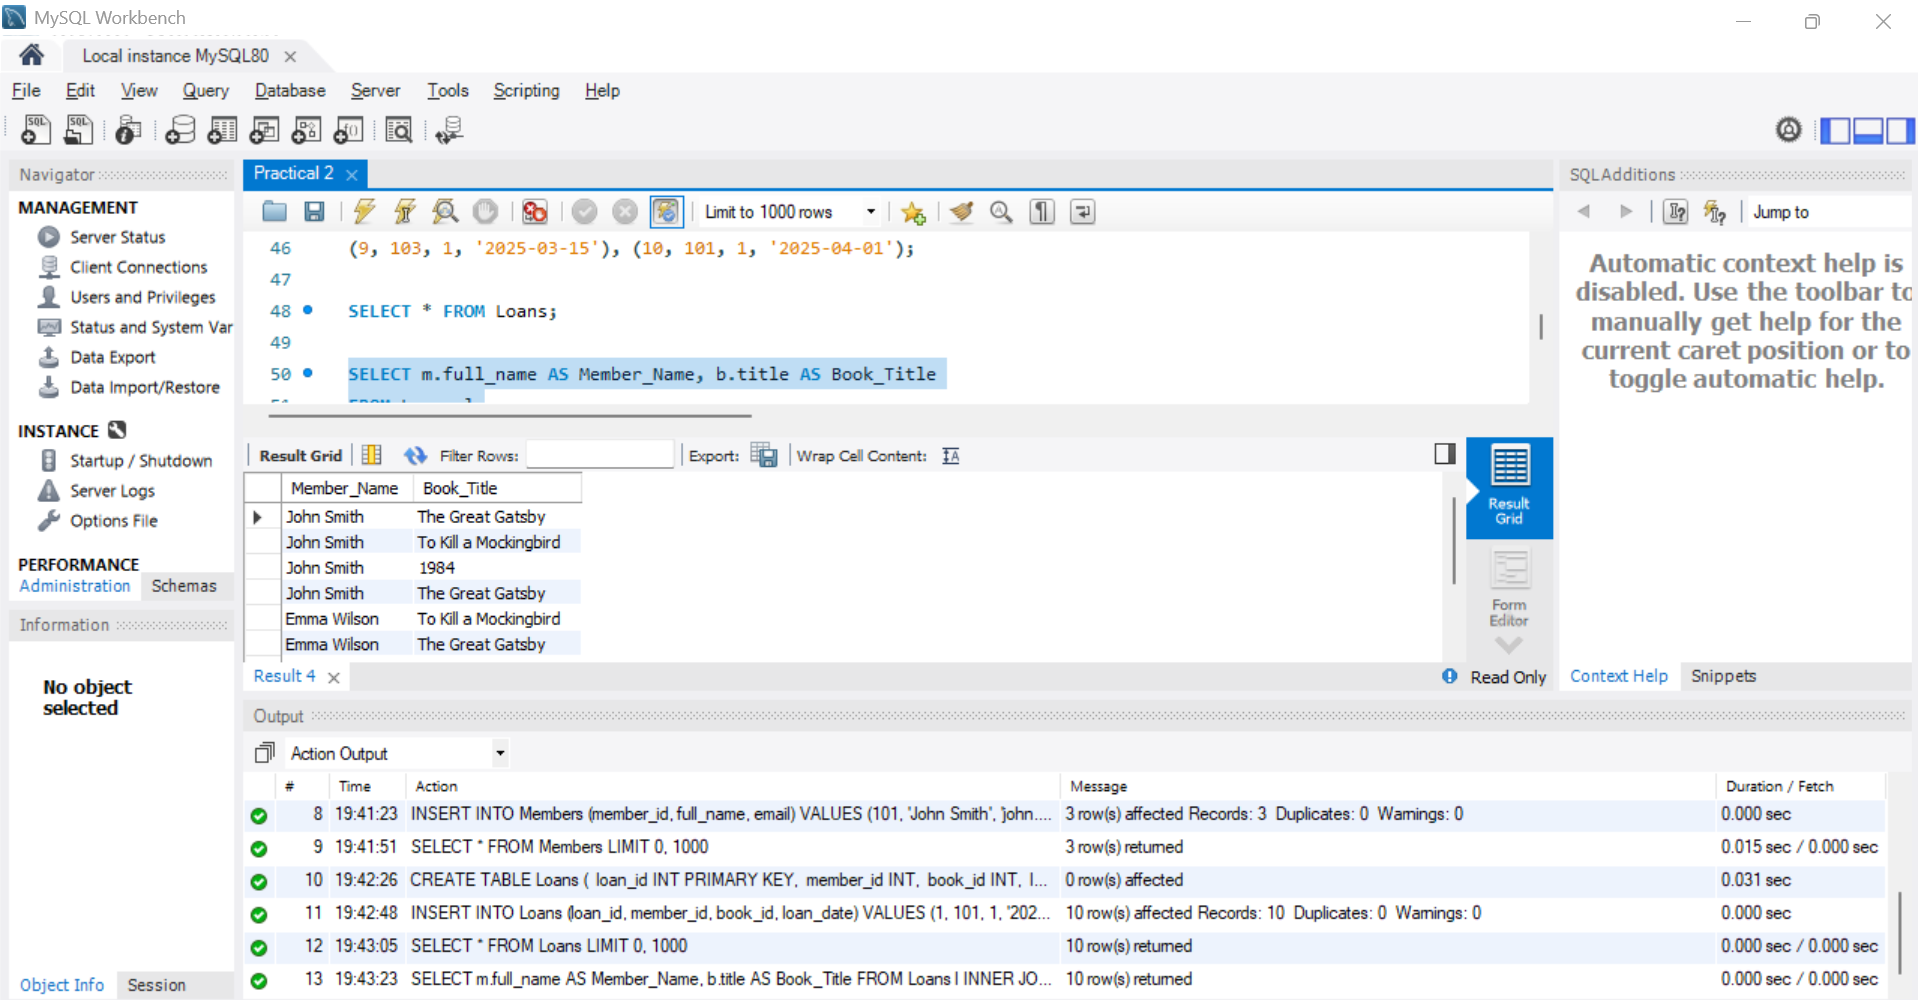 MySQL Workbench
Local instance MySQL80
File Edit View Query Database Server Tools Scripting Help
Navigator
MANAGEMENT
Server Status
Client Connections
Users and Privileges
Status and System Var
Data Export
Data Import/Restore
INSTANCE
Startup / Shutdown
Server Logs
Options File
PERFORMANCE
Administration Schemas
Information
No object
selected
Object Info Session
Practical 2
Limit to 1000 rows
46 (9, 103, 1, '2025-03-15'), (10, 101, 1, '2025-04-01');
47
48 SELECT * FROM Loans;
49
50 SELECT m.full_name AS Member_Name, b.title AS Book_Title
Result Grid Filter Rows: Export: Wrap Cell Content:
Member_Name Book_Title
John Smith The Great Gatsby
John Smith To Kill a Mockingbird
John Smith 1984
John Smith The Great Gatsby
Emma Wilson To Kill a Mockingbird
Emma Wilson The Great Gatsby
Result
Grid
Form
Editor
Result 4 Read Only
SQLAdditions
Jump to
Automatic context help is
disabled. Use the toolbar to
manually get help for the
current caret position or to
toggle automatic help.
Context Help Snippets
Output
Action Output
# Time Action Message Duration / Fetch
8 19:41:23 INSERT INTO Members (member_id, full_name, email) VALUES (101, 'John Smith', 'john.... 3 row(s) affected Records: 3 Duplicates: 0 Warnings: 0 0.000 sec
9 19:41:51 SELECT * FROM Members LIMIT 0, 1000 3 row(s) returned 0.015 sec / 0.000 sec
10 19:42:26 CREATE TABLE Loans ( loan_id INT PRIMARY KEY, member_id INT, book_id INT, l... 0 row(s) affected 0.031 sec
11 19:42:48 INSERT INTO Loans (loan_id, member_id, book_id, loan_date) VALUES (1, 101, 1, '202... 10 row(s) affected Records: 10 Duplicates: 0 Warnings: 0 0.000 sec
12 19:43:05 SELECT * FROM Loans LIMIT 0, 1000 10 row(s) returned 0.000 sec / 0.000 sec
13 19:43:23 SELECT m.full_name AS Member_Name, b.title AS Book_Title FROM Loans l INNER JO... 10 row(s) returned 0.000 sec / 0.000 sec